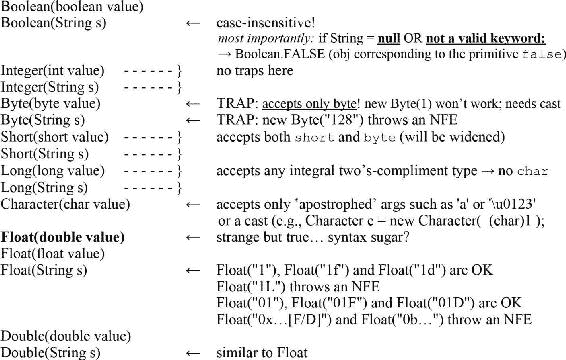 Boolean(boolean value)
Boolean(String s) ← case-insensitive!
most importantly: if String = null OR not a valid keyword;
→ Boolean.FALSE (obj corresponding to the primitive false)
Integer(int value) - - - - - - } no traps here
Integer(String s) - - - - - - }
Byte(byte value) ← TRAP: accepts only byte! new Byte(1) won't work; needs cast
Byte(String s) ← TRAP: new Byte("128") throws an NFE
Short(short value) - - - - - - } accepts both short and byte (will be widened)
Short(String s) - - - - - - }
Long(long value) - - - - - - } accepts any integral two's-compliment type → no char
Long(String s) - - - - - - }
Character(char value) ← accepts only 'apostrophed' args such as 'a' or '\u0123'
or a cast (e.g., Character c = new Character( (char)1 );
Float(double value) ← strange but true… syntax sugar?
Float(float value)
Float(String s) ← Float("1"), Float("1f") and Float("1d") are OK
Float("1L") throws an NFE
Float("01"), Float("01F") and Float("01D") are OK
Float("0x…[F/D]") and Float("0b…") throw an NFE
Double(double value)
Double(String s) ← similar to Float